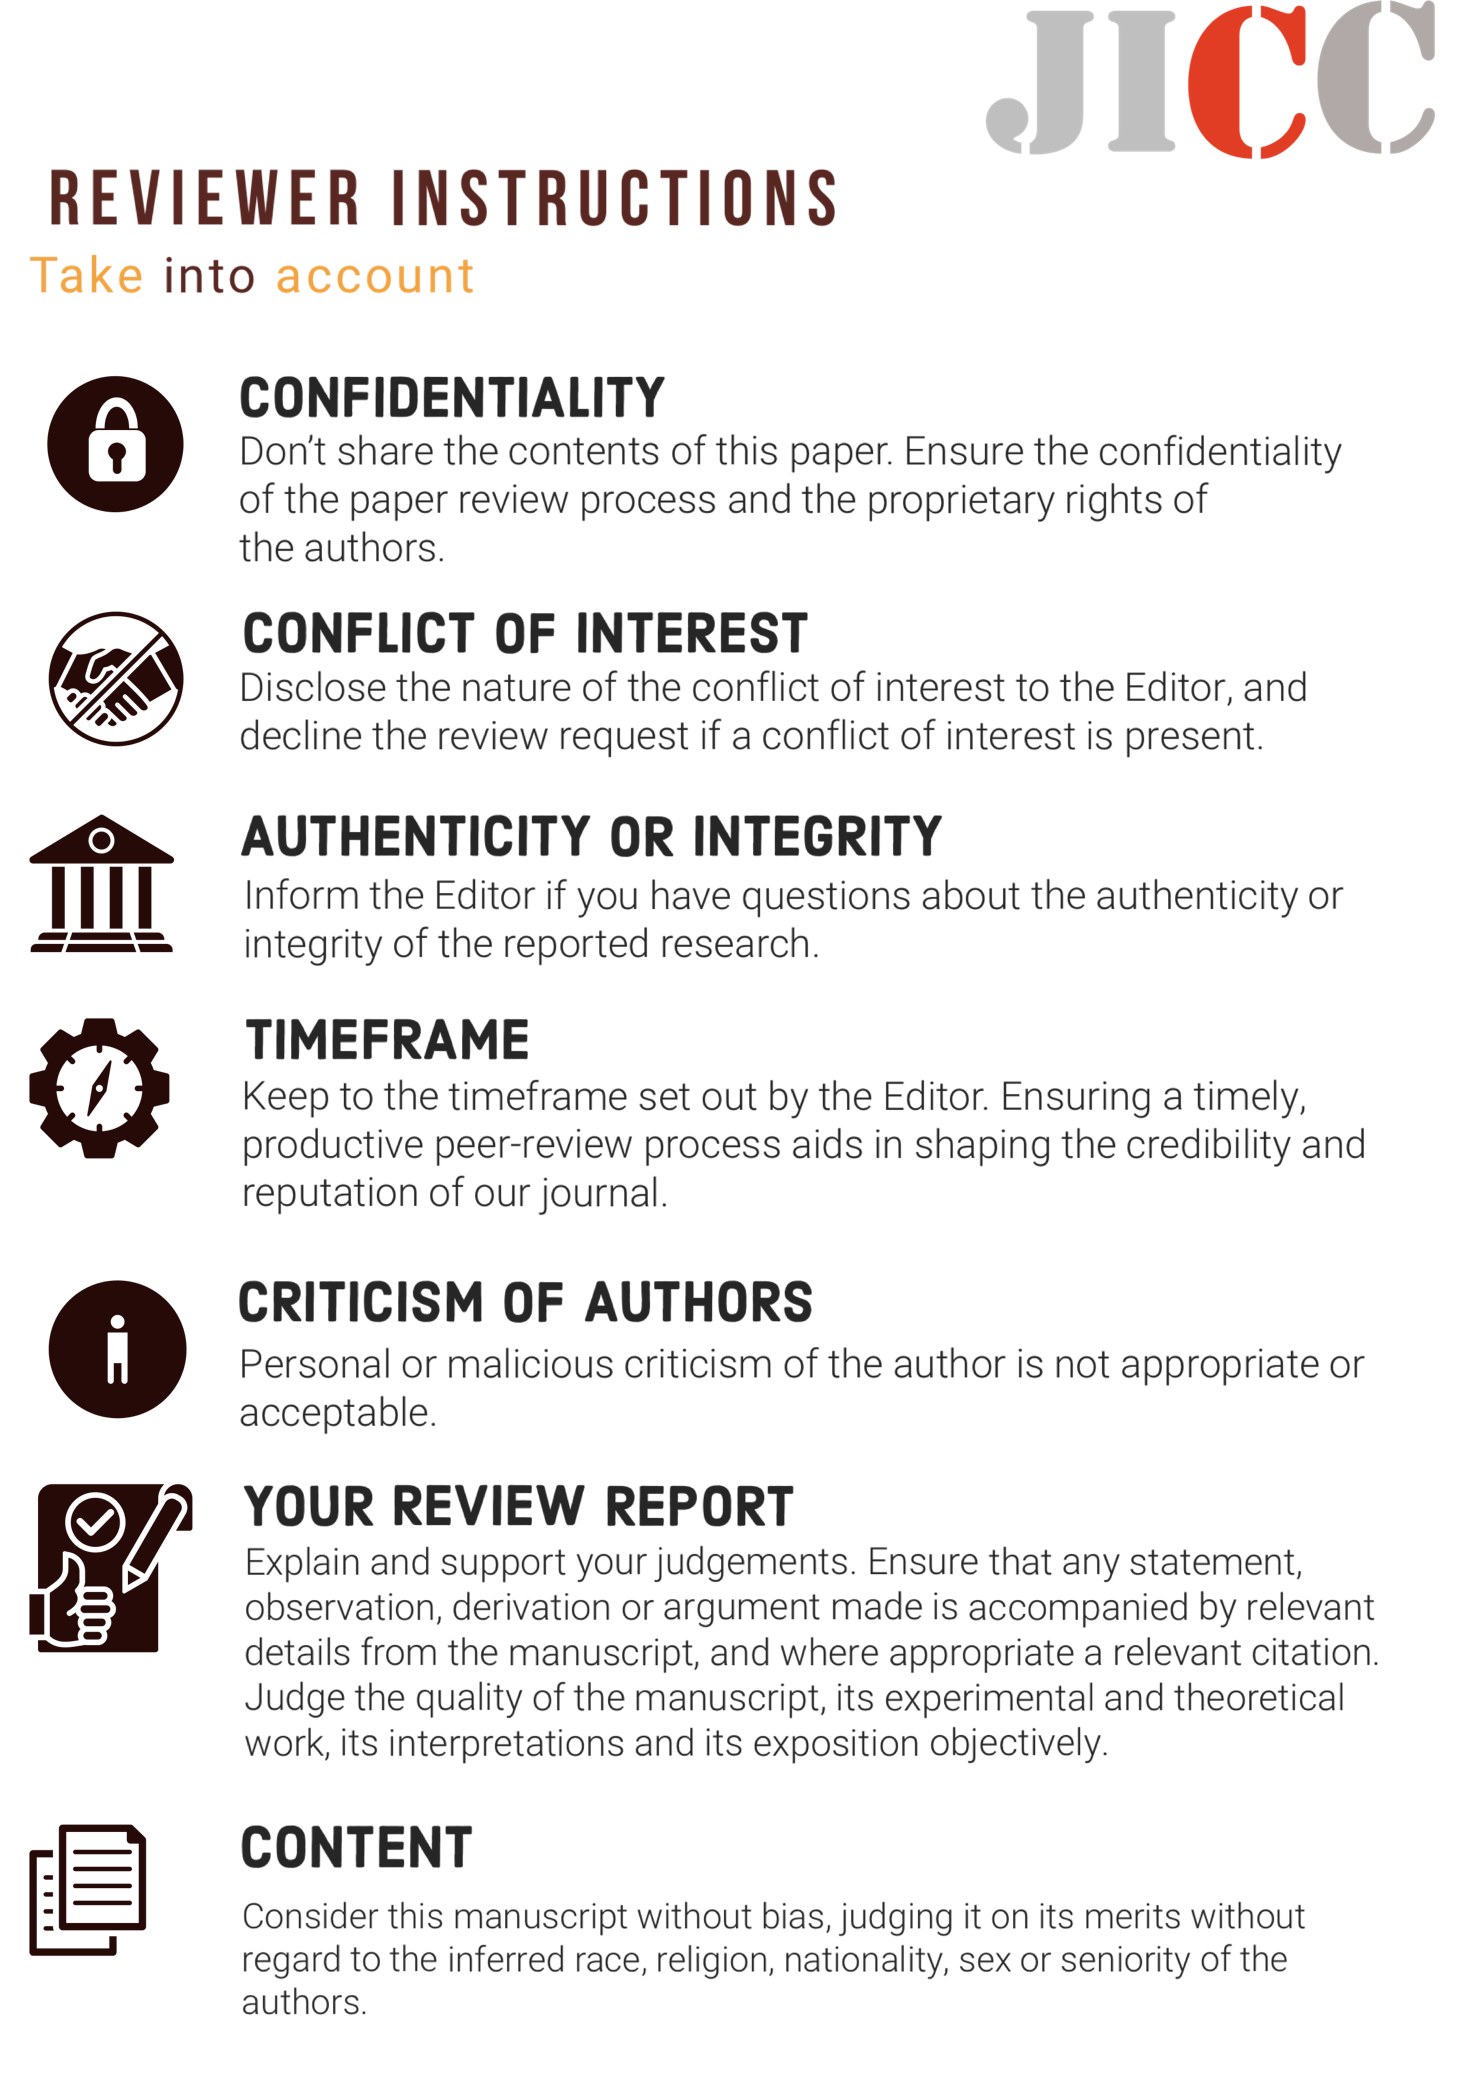 JICC
REVIEWER INSTRUCTIONS
Take into account
CONFIDENTIALITY
Don't share the contents of this paper. Ensure the confidentiality
of the paper review process and the proprietary rights of
the authors.
CONFLICT OF INTEREST
Disclose the nature of the conflict of interest to the Editor, and
decline the review request if a conflict of interest is present.
AUTHENTICITY OR INTEGRITY
Inform the Editor if you have questions about the authenticity or
integrity of the reported research.
TIMEFRAME
Keep to the timeframe set out by the Editor. Ensuring a timely,
productive peer-review process aids in shaping the credibility and
reputation of our journal.
CRITICISM OF AUTHORS
Personal or malicious criticism of the author is not appropriate or
acceptable.
YOUR REVIEW REPORT
Explain and support your judgements. Ensure that any statement,
observation, derivation or argument made is accompanied by relevant
details from the manuscript, and where appropriate a relevant citation.
Judge the quality of the manuscript, its experimental and theoretical
work, its interpretations and its exposition objectively.
CONTENT
Consider this manuscript without bias, judging it on its merits without
regard to the inferred race, religion, nationality, sex or seniority of the
authors.